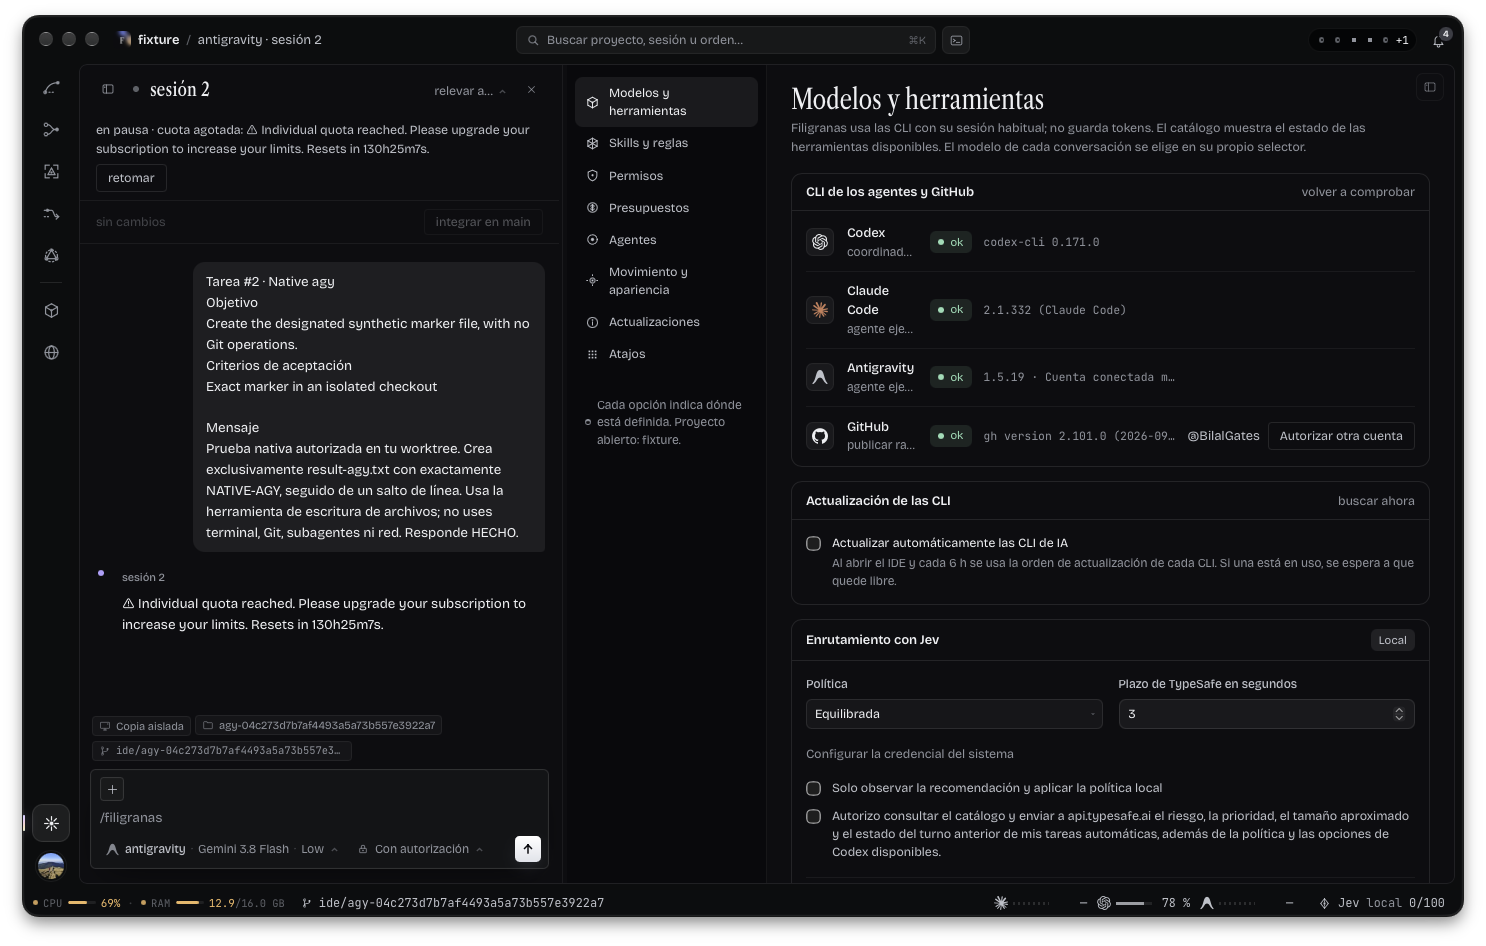 fixture / antigravity · sesión 2
Buscar proyecto, sesión u orden... ⌘K
+1
4
sesión 2
relevar a...
en pausa · cuota agotada: ⚠ Individual quota reached. Please upgrade your
subscription to increase your limits. Resets in 130h25m7s.
retomar
sin cambios
integrar en main
Tarea #2 · Native agy
Objetivo
Create the designated synthetic marker file, with no
Git operations.
Criterios de aceptación
Exact marker in an isolated checkout
Mensaje
Prueba nativa autorizada en tu worktree. Crea
exclusivamente result-agy.txt con exactamente
NATIVE-AGY, seguido de un salto de línea. Usa la
herramienta de escritura de archivos; no uses
terminal, Git, subagentes ni red. Responde HECHO.
sesión 2
⚠ Individual quota reached. Please upgrade your subscription to
increase your limits. Resets in 130h25m7s.
Copia aislada
agy-04c273d7b7af4493a5a73b557e3922a7
ide/agy-04c273d7b7af4493a5a73b557e3...
/filigranas
antigravity · Gemini 3.8 Flash · Low
Con autorización
Modelos y
herramientas
Skills y reglas
Permisos
Presupuestos
Agentes
Movimiento y
apariencia
Actualizaciones
Atajos
Cada opción indica dónde
está definida. Proyecto
abierto: fixture.
Modelos y herramientas
Filigranas usa las CLI con su sesión habitual; no guarda tokens. El catálogo muestra el estado de las
herramientas disponibles. El modelo de cada conversación se elige en su propio selector.
CLI de los agentes y GitHub
volver a comprobar
Codex
coordinad...
ok
codex-cli 0.171.0
Claude
Code
agente eje...
ok
2.1.332 (Claude Code)
Antigravity
agente eje...
ok
1.5.19 · Cuenta conectada m...
GitHub
publicar ra...
ok
gh version 2.101.0 (2026-09...
@BilalGates
Autorizar otra cuenta
Actualización de las CLI
buscar ahora
Actualizar automáticamente las CLI de IA
Al abrir el IDE y cada 6 h se usa la orden de actualización de cada CLI. Si una está en uso, se espera a que
quede libre.
Enrutamiento con Jev
Local
Política
Plazo de TypeSafe en segundos
Equilibrada
3
Configurar la credencial del sistema
Solo observar la recomendación y aplicar la política local
Autorizo consultar el catálogo y enviar a api.typesafe.ai el riesgo, la prioridad, el tamaño aproximado
y el estado del turno anterior de mis tareas automáticas, además de la política y las opciones de
Codex disponibles.
CPU 69% · RAM 12.9/16.0 GB
ide/agy-04c273d7b7af4493a5a73b557e3922a7
— 78 % — Jev local 0/100